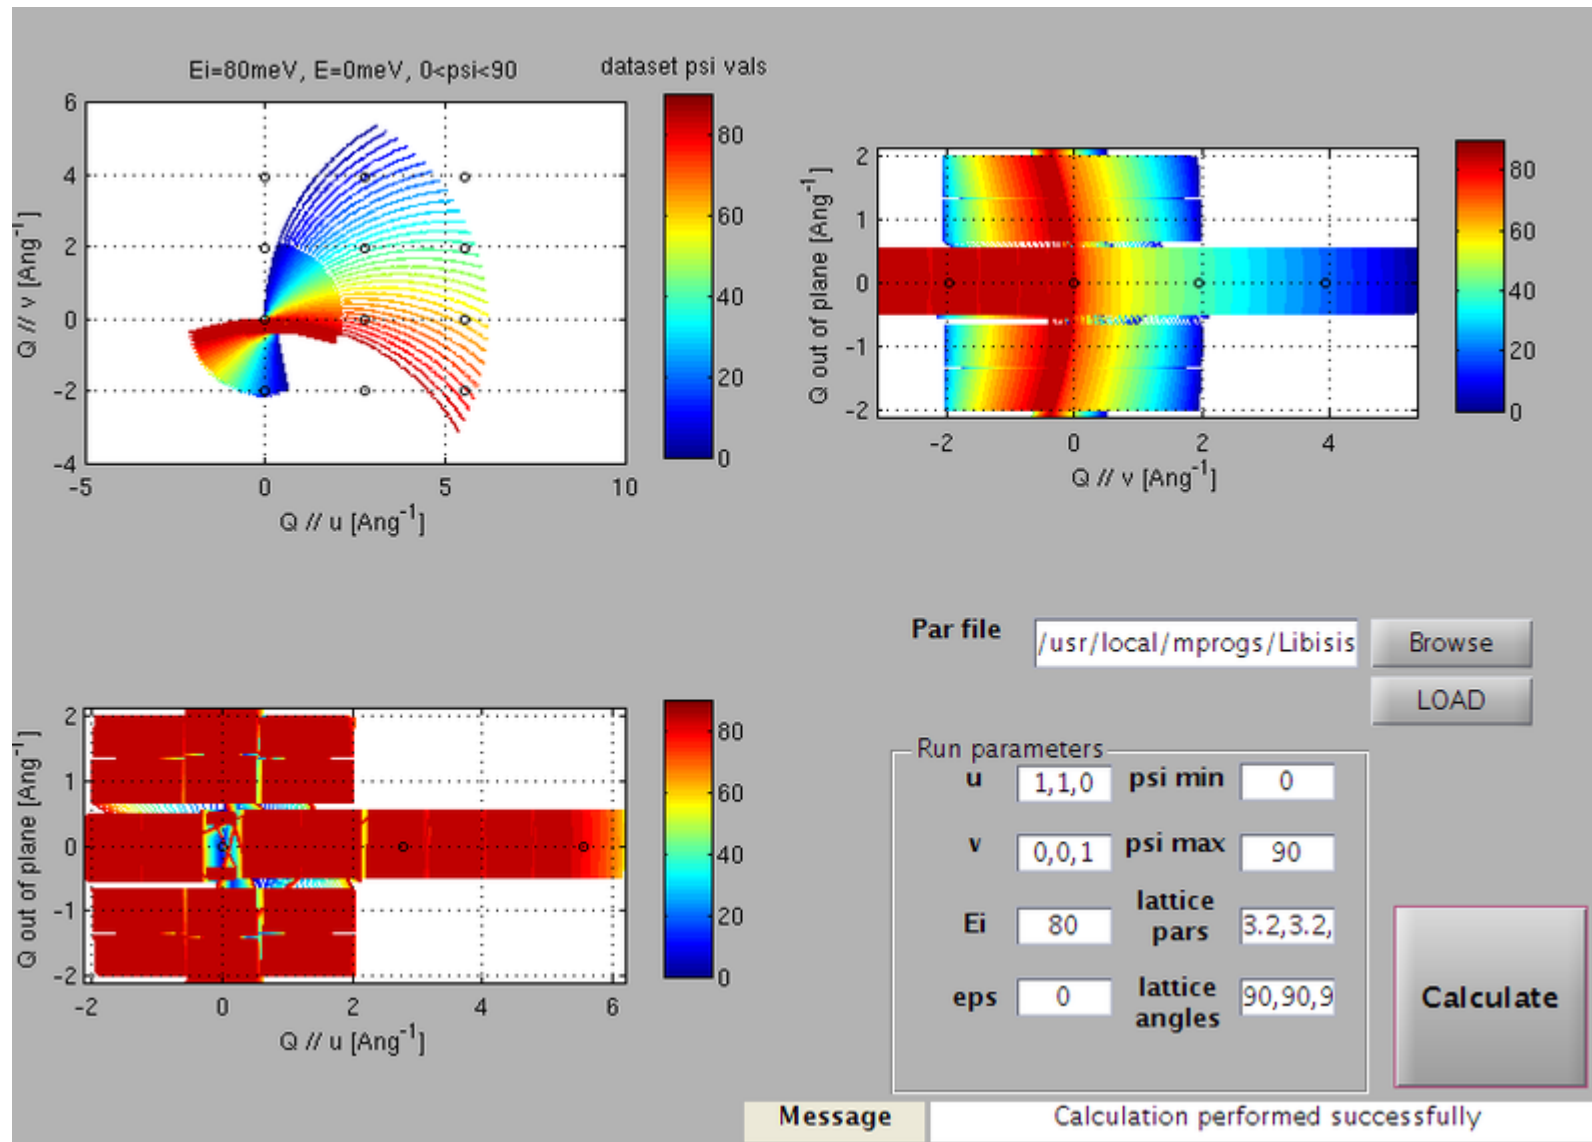 Ei=80meV, E=0meV, 0<psi<90
dataset psi vals
6
4
2
0
-2
-4
-5
0
5
10
Q // v [Ang-1]
Q // u [Ang-1]
80
60
40
20
0
2
1
0
-1
-2
-2
0
2
4
Q out of plane [Ang-1]
Q // v [Ang-1]
80
60
40
20
0
2
1
0
-1
-2
-2
0
2
4
6
Q out of plane [Ang-1]
Q // u [Ang-1]
80
60
40
20
0
Par file
/usr/local/mprogs/Libisis
Browse
LOAD
Run parameters
u 1,1,0 psi min 0
v 0,0,1 psi max 90
Ei 80 lattice pars 3.2,3.2,
eps 0 lattice angles 90,90,9
Calculate
Message
Calculation performed successfully